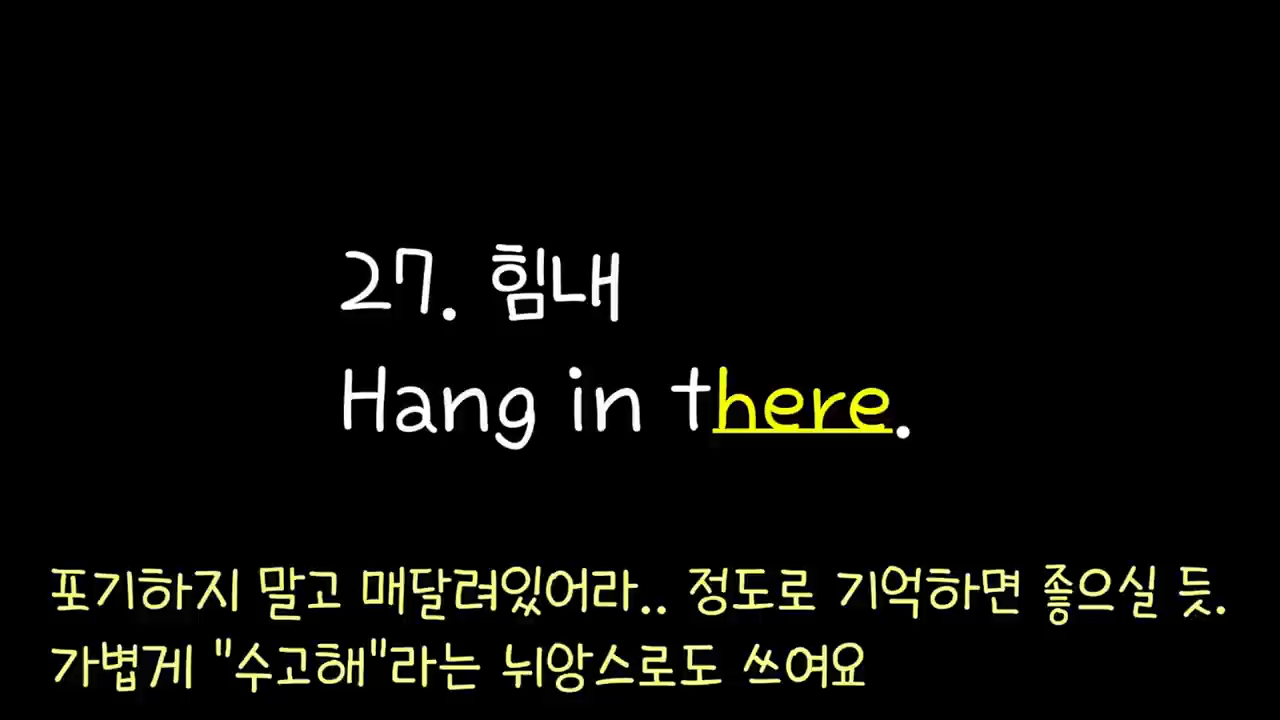 27. 힘내
Hang in there.
포기하지 말고 매달려있어라.. 정도로 기억하면 좋으실 듯.
가볍게 "수고해"라는 뉘앙스로도 쓰여요